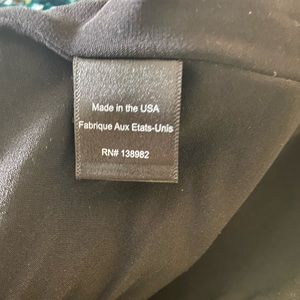 Made in the USA
Fabrique Aux Etats-Unis
RN# 138982